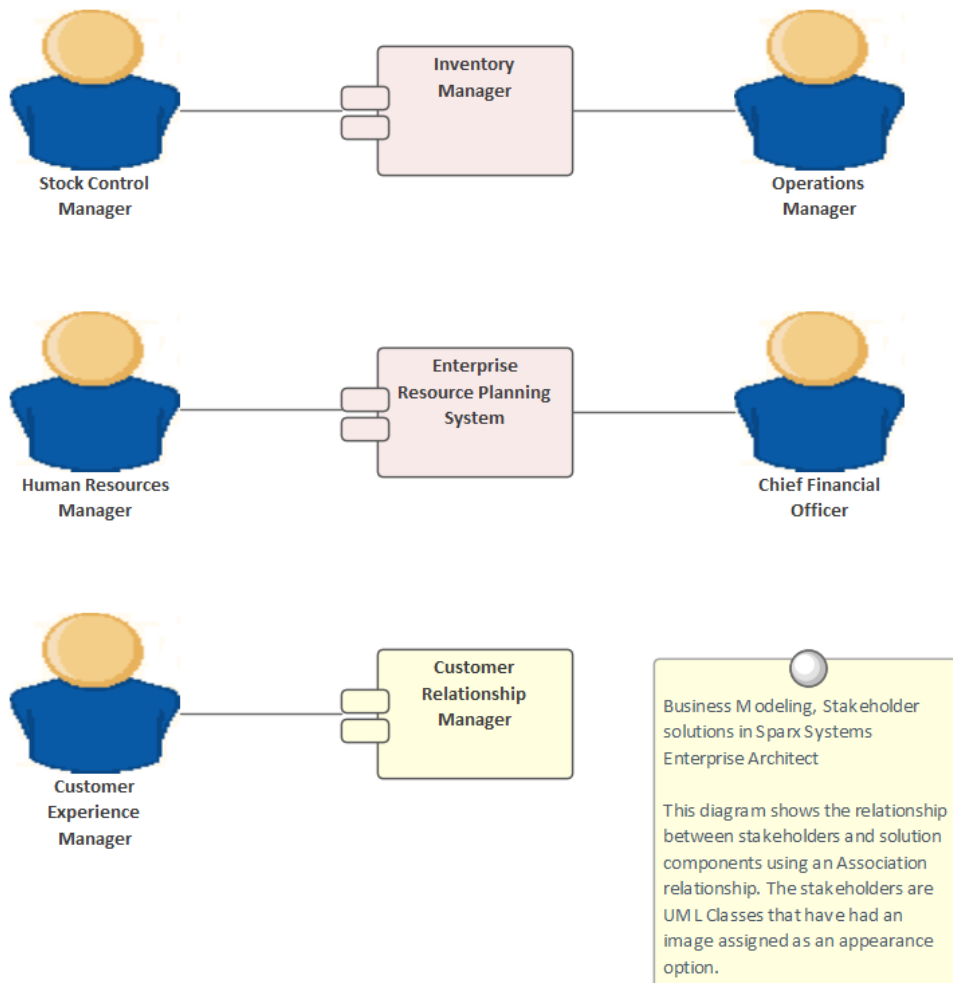 Inventory
Manager
Stock Control
Manager
Operations
Manager
Enterprise
Resource Planning
System
Human Resources
Manager
Chief Financial
Officer
Customer
Relationship
Manager
Customer
Experience
Manager
Business Modeling, Stakeholder
solutions in Sparx Systems
Enterprise Architect
This diagram shows the relationship
between stakeholders and solution
components using an Association
relationship. The stakeholders are
UML Classes that have had an
image assigned as an appearance
option.